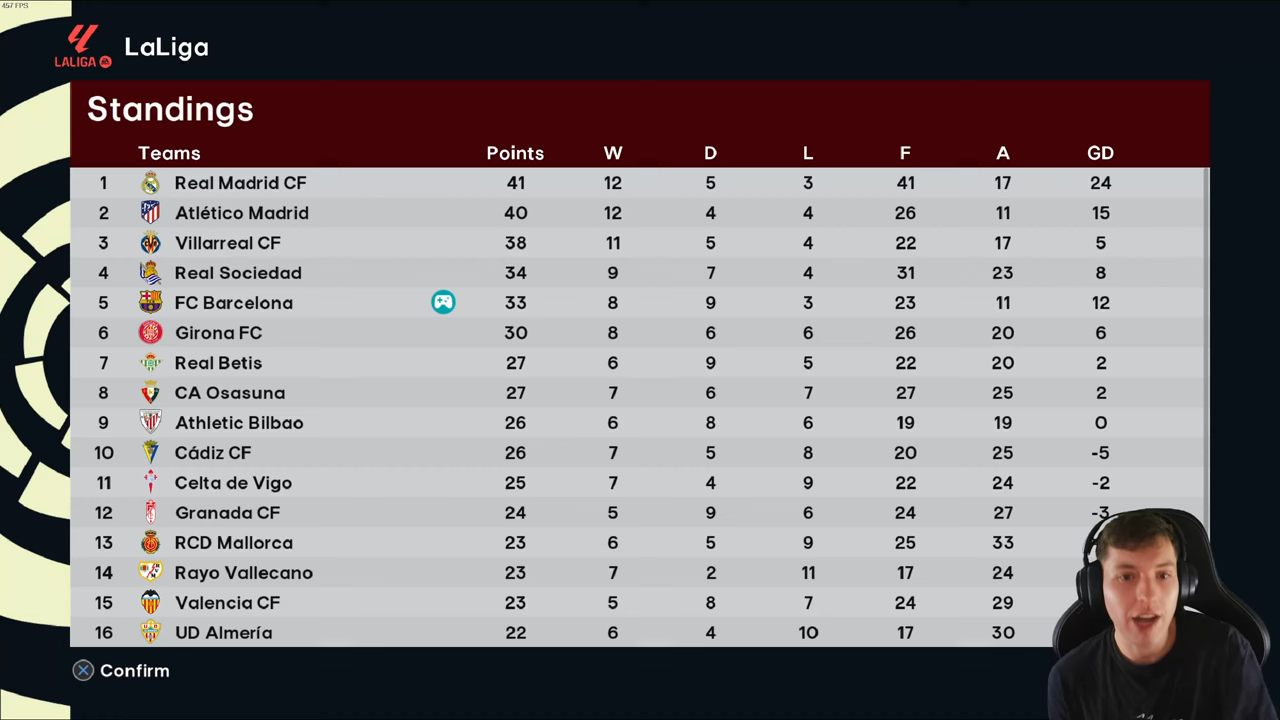 457 FPS
LALIGA EA
LaLiga
Standings
Teams Points W D L F A GD
1 Real Madrid CF 41 12 5 3 41 17 24
2 Atlético Madrid 40 12 4 4 26 11 15
3 Villarreal CF 38 11 5 4 22 17 5
4 Real Sociedad 34 9 7 4 31 23 8
5 FC Barcelona 33 8 9 3 23 11 12
6 Girona FC 30 8 6 6 26 20 6
7 Real Betis 27 6 9 5 22 20 2
8 CA Osasuna 27 7 6 7 27 25 2
9 Athletic Bilbao 26 6 8 6 19 19 0
10 Cádiz CF 26 7 5 8 20 25 -5
11 Celta de Vigo 25 7 4 9 22 24 -2
12 Granada CF 24 5 9 6 24 27 -3
13 RCD Mallorca 23 6 5 9 25 33
14 Rayo Vallecano 23 7 2 11 17 24
15 Valencia CF 23 5 8 7 24 29
16 UD Almería 22 6 4 10 17 30
Confirm